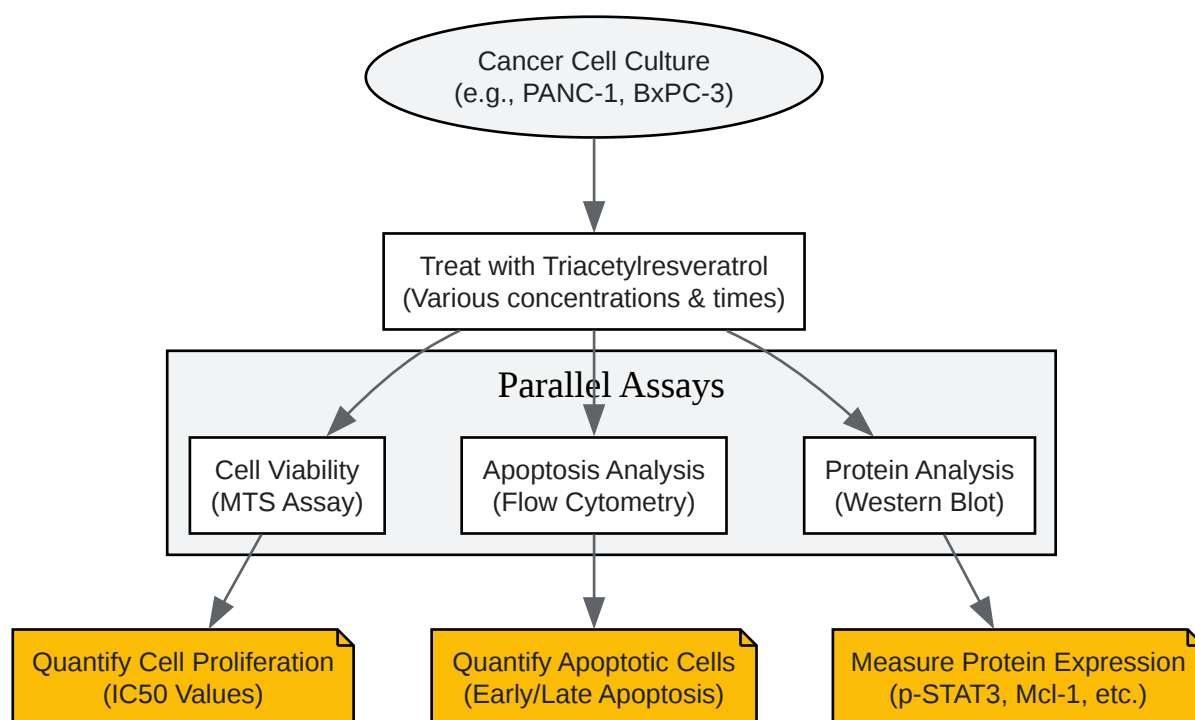 Cancer Cell Culture
(e.g., PANC-1, BxPC-3)
Treat with Triacetylresveratrol
(Various concentrations & times)
Parallel Assays
Cell Viability
(MTS Assay)
Apoptosis Analysis
(Flow Cytometry)
Protein Analysis
(Western Blot)
Quantify Cell Proliferation
(IC50 Values)
Quantify Apoptotic Cells
(Early/Late Apoptosis)
Measure Protein Expression
(p-STAT3, Mcl-1, etc.)